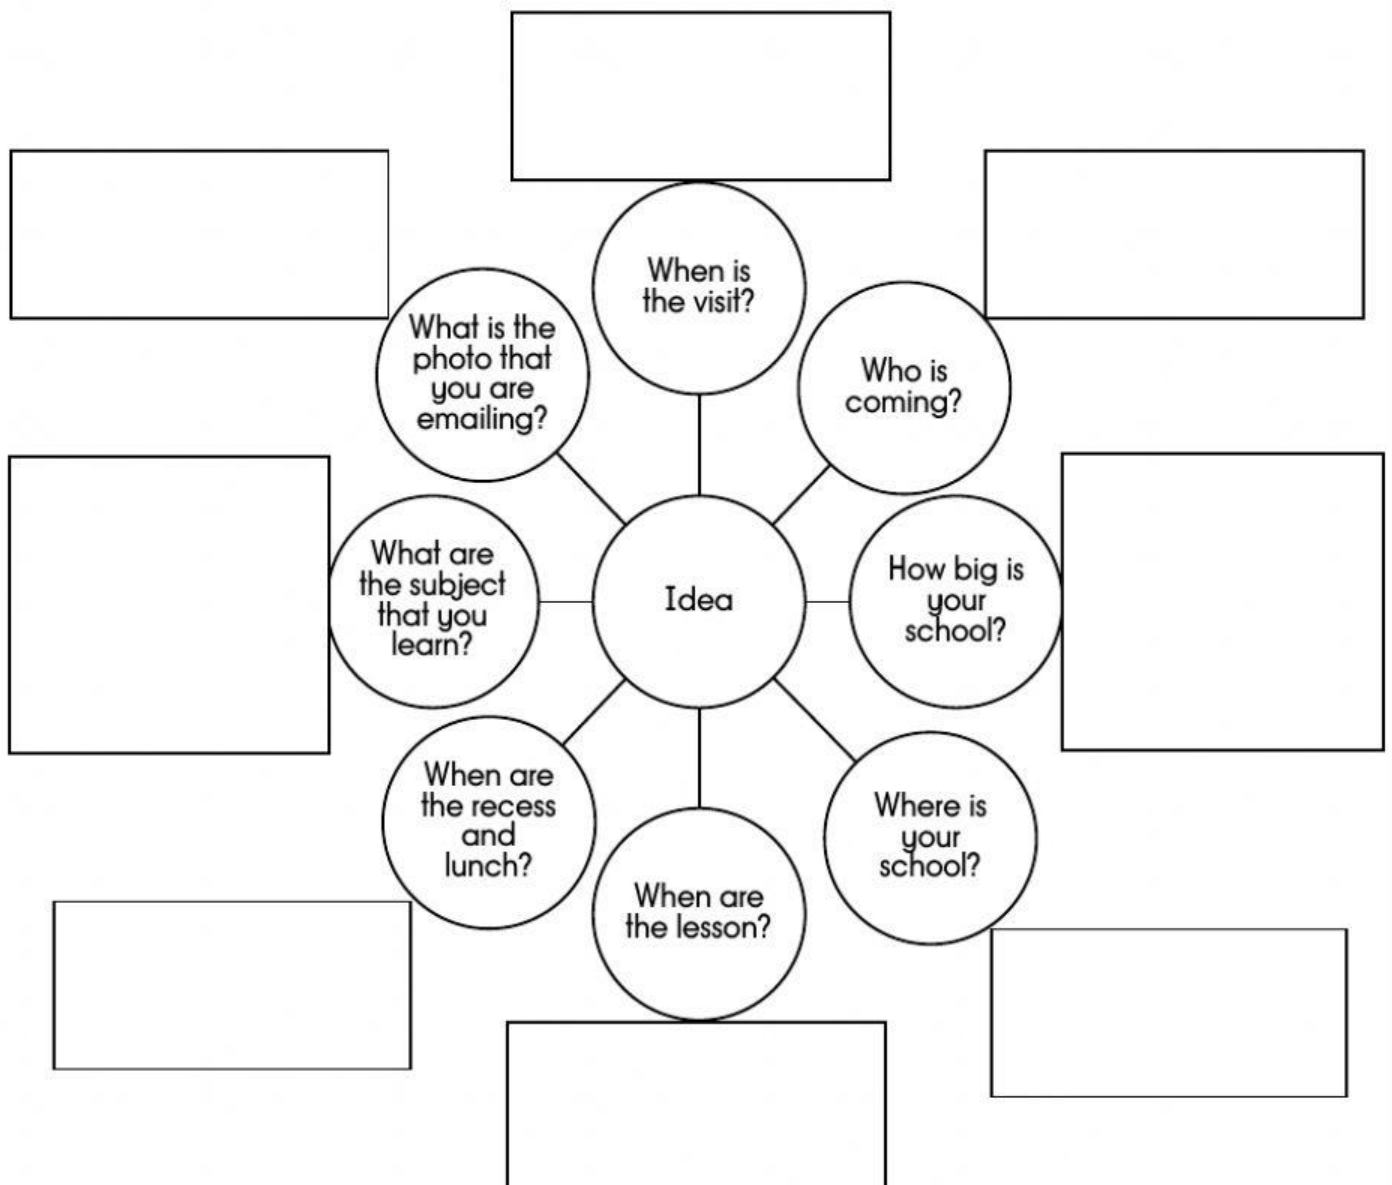 When is
the visit?
What is the
photo that
you are
emailing?
Who is
coming?
What are
the subject
that you
learn?
Idea
How big is
your
school?
When are
the recess
and
lunch?
When are
the lesson?
Where is
your
school?